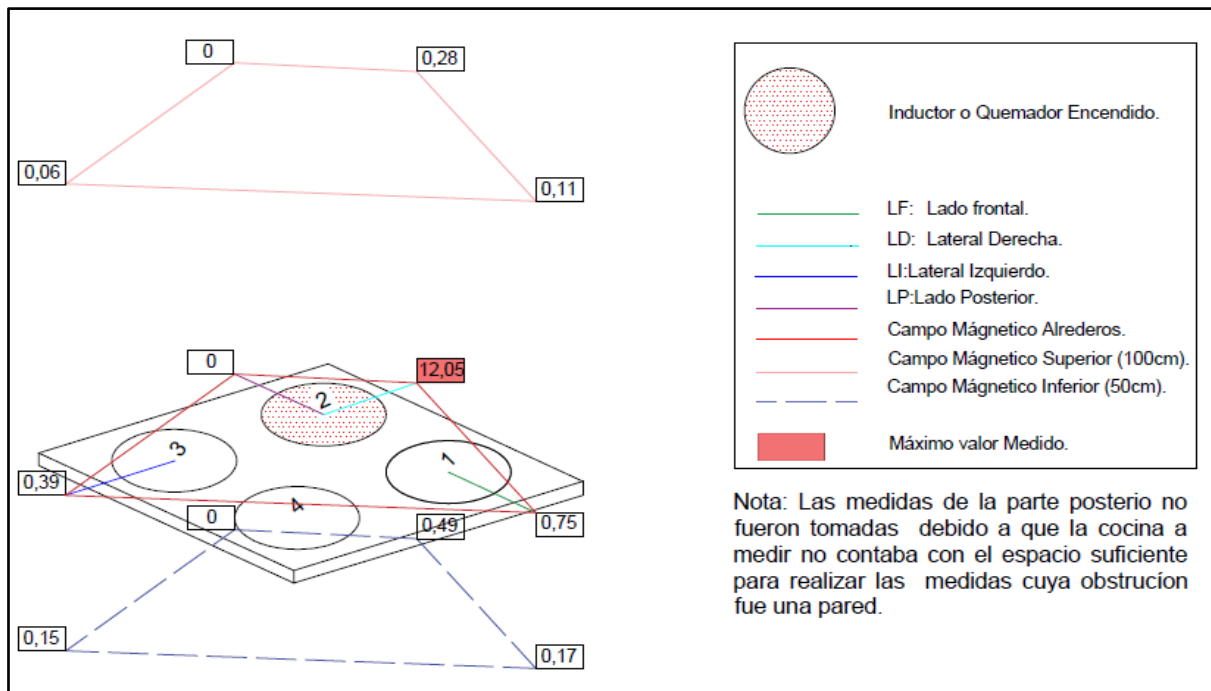 0
0,28
0,06
0,11
0
12,05
2
3
1
0,39
4
0
0,49
0,75
0,15
0,17
Inductor o Quemador Encendido.
LF: Lado frontal.
LD: Lateral Derecha.
LI:Lateral Izquierdo.
LP:Lado Posterior.
Campo Mágnetico Alrederos.
Campo Mágnetico Superior (100cm).
Campo Mágnetico Inferior (50cm).
Máximo valor Medido.
Nota: Las medidas de la parte posterio no
fueron tomadas debido a que la cocina a
medir no contaba con el espacio suficiente
para realizar las medidas cuya obstrucíon
fue una pared.